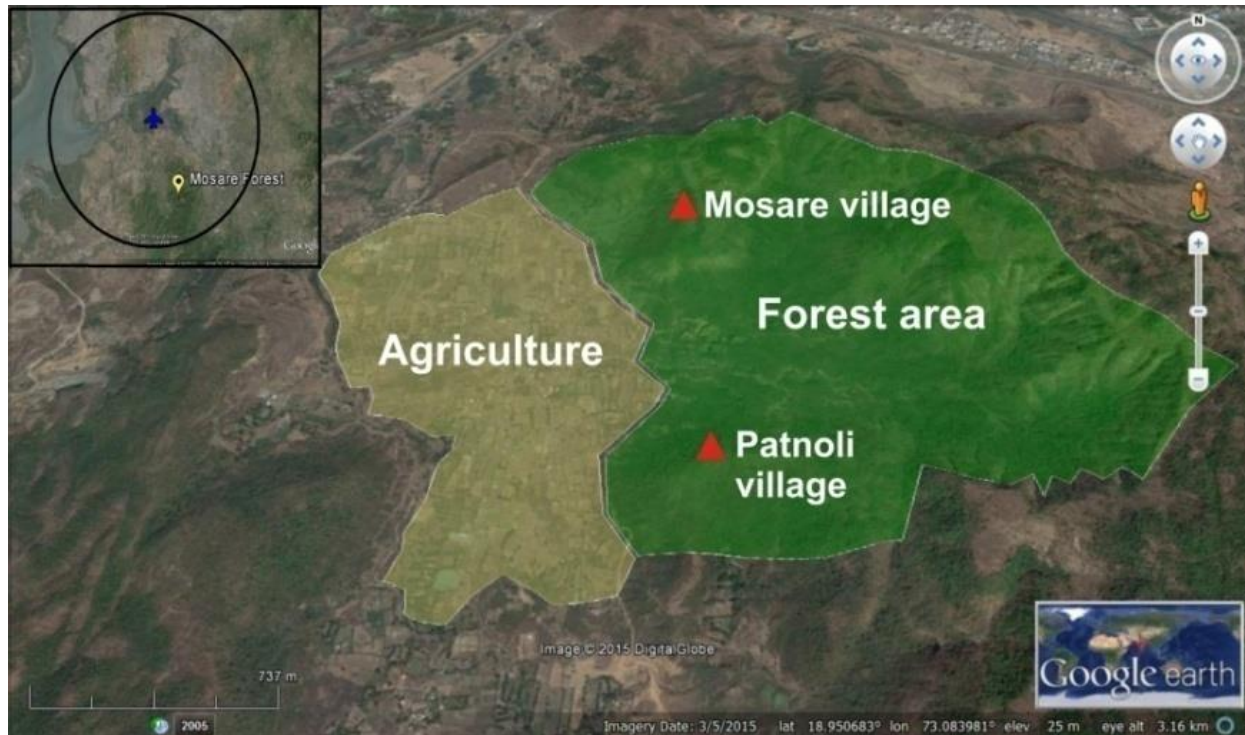 Mosare Forest
Google
N
Mosare village
Forest area
Agriculture
Patnoli
village
Image © 2015 DigitalGlobe
Google earth
737 m
2005
Imagery Date: 3/5/2015 lat 18.950683° lon 73.083981° elev 25 m eye alt 3.16 km